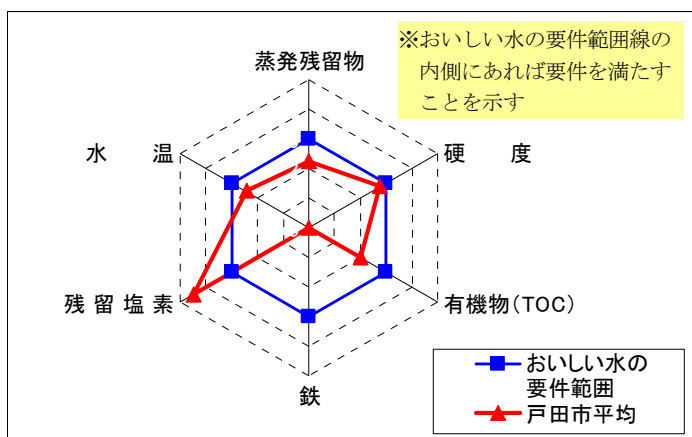 ※おいしい水の要件範囲線の
内側にあれば要件を満たす
ことを示す
蒸発残留物
水　温
硬　度
残留塩素
有機物(TOC)
鉄
おいしい水の
要件範囲
戸田市平均